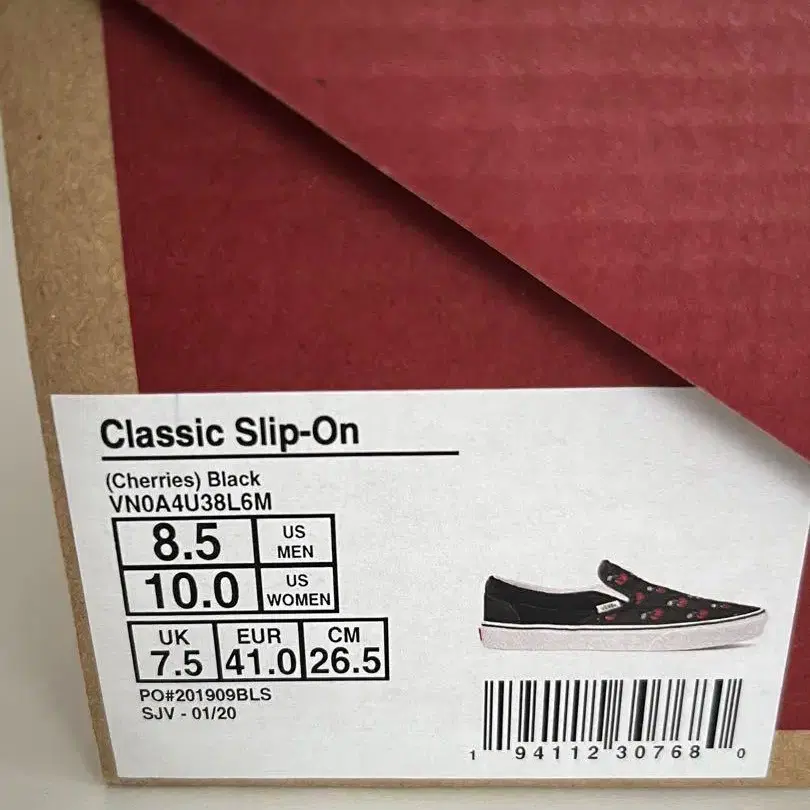 Classic Slip-On
(Cherries) Black
VN0A4U38L6M
8.5 US MEN
10.0 US WOMEN
UK EUR CM
7.5 41.0 26.5
PO#201909BLS
SJV - 01/20
1 94112 30768 0